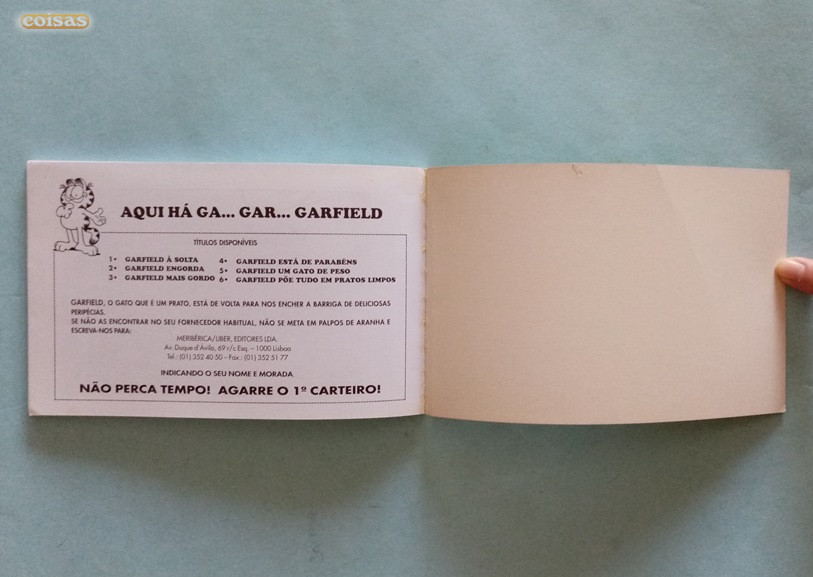 coisas
AQUI HÁ GA... GAR... GARFIELD
TÍTULOS DISPONÍVEIS
1• GARFIELD À SOLTA
2• GARFIELD ENGORDA
3• GARFIELD MAIS GORDO
4• GARFIELD ESTÁ DE PARABÉNS
5• GARFIELD UM GATO DE PESO
6• GARFIELD PÕE TUDO EM PRATOS LIMPOS
GARFIELD, O GATO QUE É UM PRATO, ESTÁ DE VOLTA PARA NOS ENCHER A BARRIGA DE DELICIOSAS
PERIPÉCIAS.
SE NÃO AS ENCONTRAR NO SEU FORNECEDOR HABITUAL, NÃO SE META EM PALPOS DE ARANHA E
ESCREVA-NOS PARA:
MERIBÉRICA/LIBER, EDITORES LDA.
Av. Duque d'Avila, 69 r/c Esq. – 1000 Lisboa
Tel.: (01) 352 40 50 – Fax.: (01) 352 51 77
INDICANDO O SEU NOME E MORADA
NÃO PERCA TEMPO! AGARRE O 1º CARTEIRO!